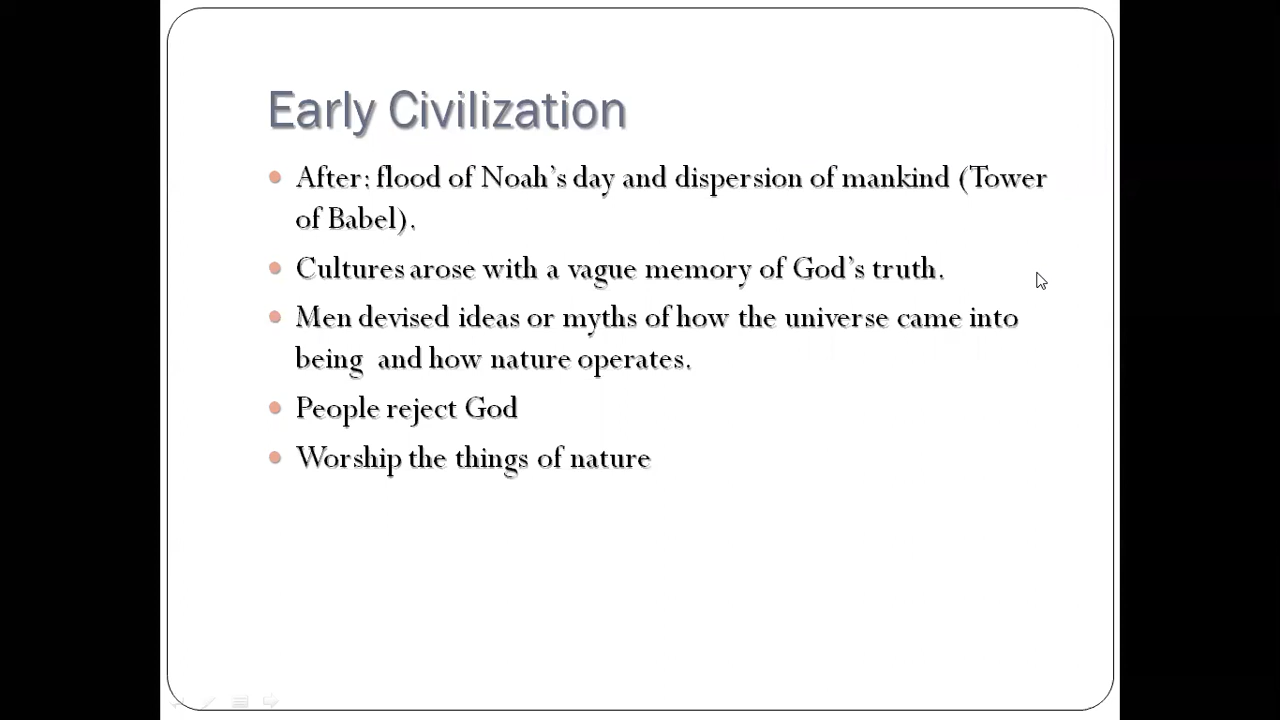 Early Civilization
• After: flood of Noah's day and dispersion of mankind (Tower
of Babel).
• Cultures arose with a vague memory of God's truth.
• Men devised ideas or myths of how the universe came into
being  and how nature operates.
• People reject God
• Worship the things of nature